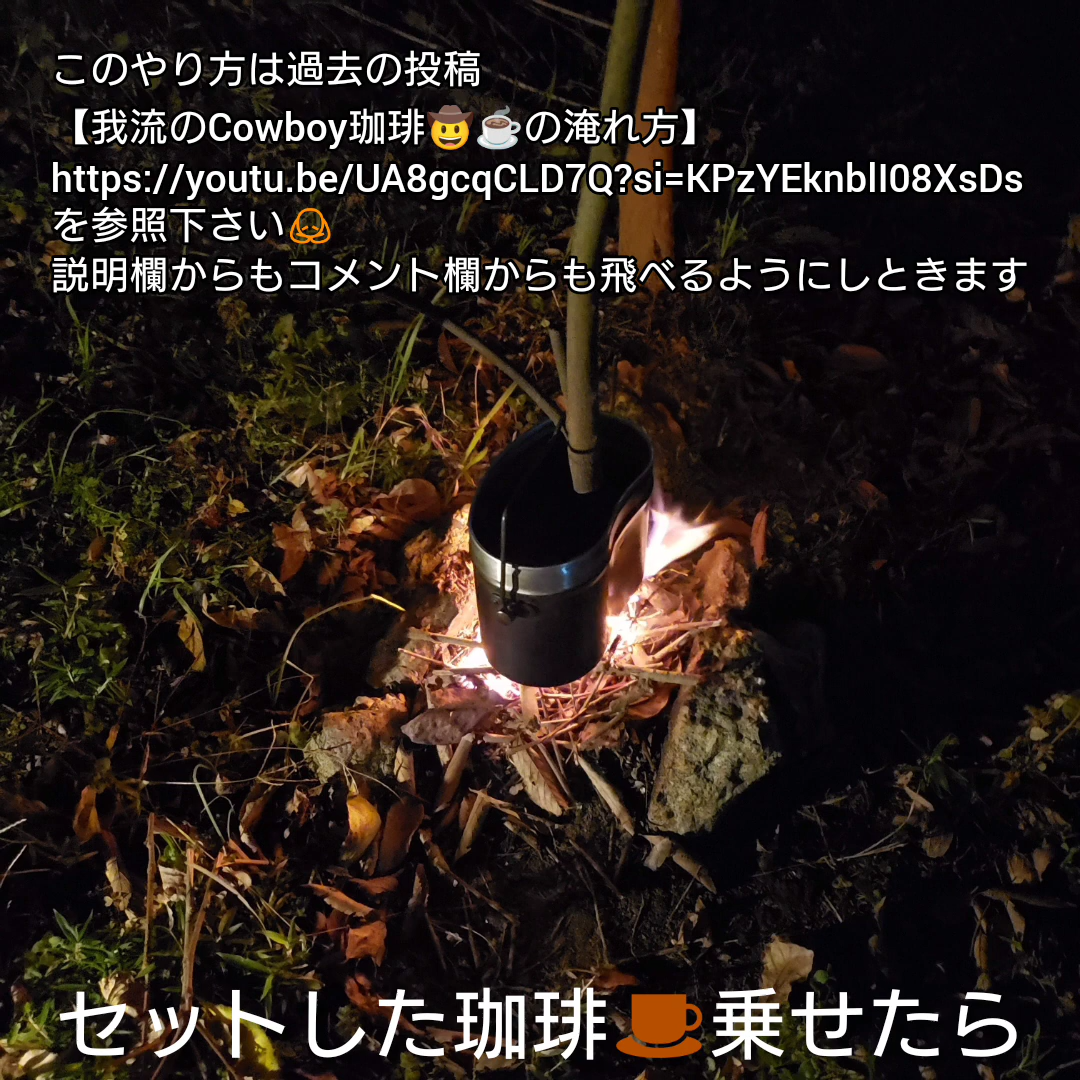 このやり方は過去の投稿
【我流のCowboy珈琲🤠☕の淹れ方】
https://youtu.be/UA8gcqCLD7Q?si=KPzYEknblI08XsDs
を参照下さい🙇
説明欄からもコメント欄からも飛べるようにしときます
セットした珈琲☕乗せたら